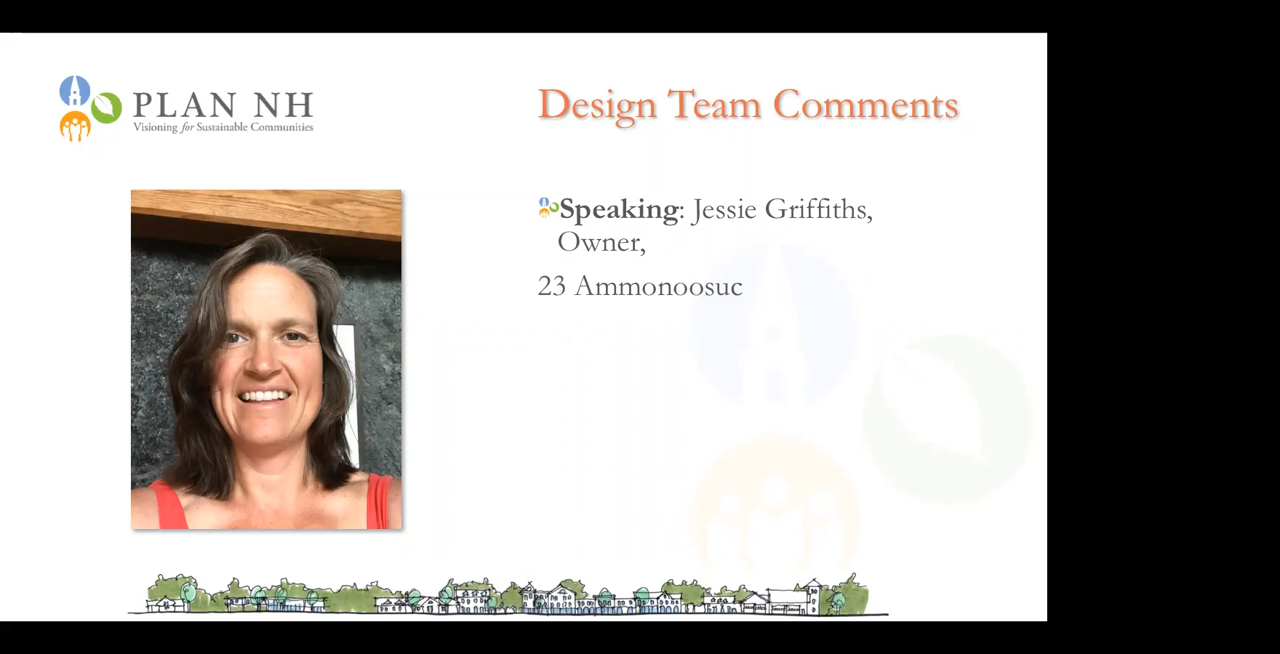 PLAN NH
Visioning for Sustainable Communities
Design Team Comments
Speaking: Jessie Griffiths,
Owner,
23 Ammonoosuc